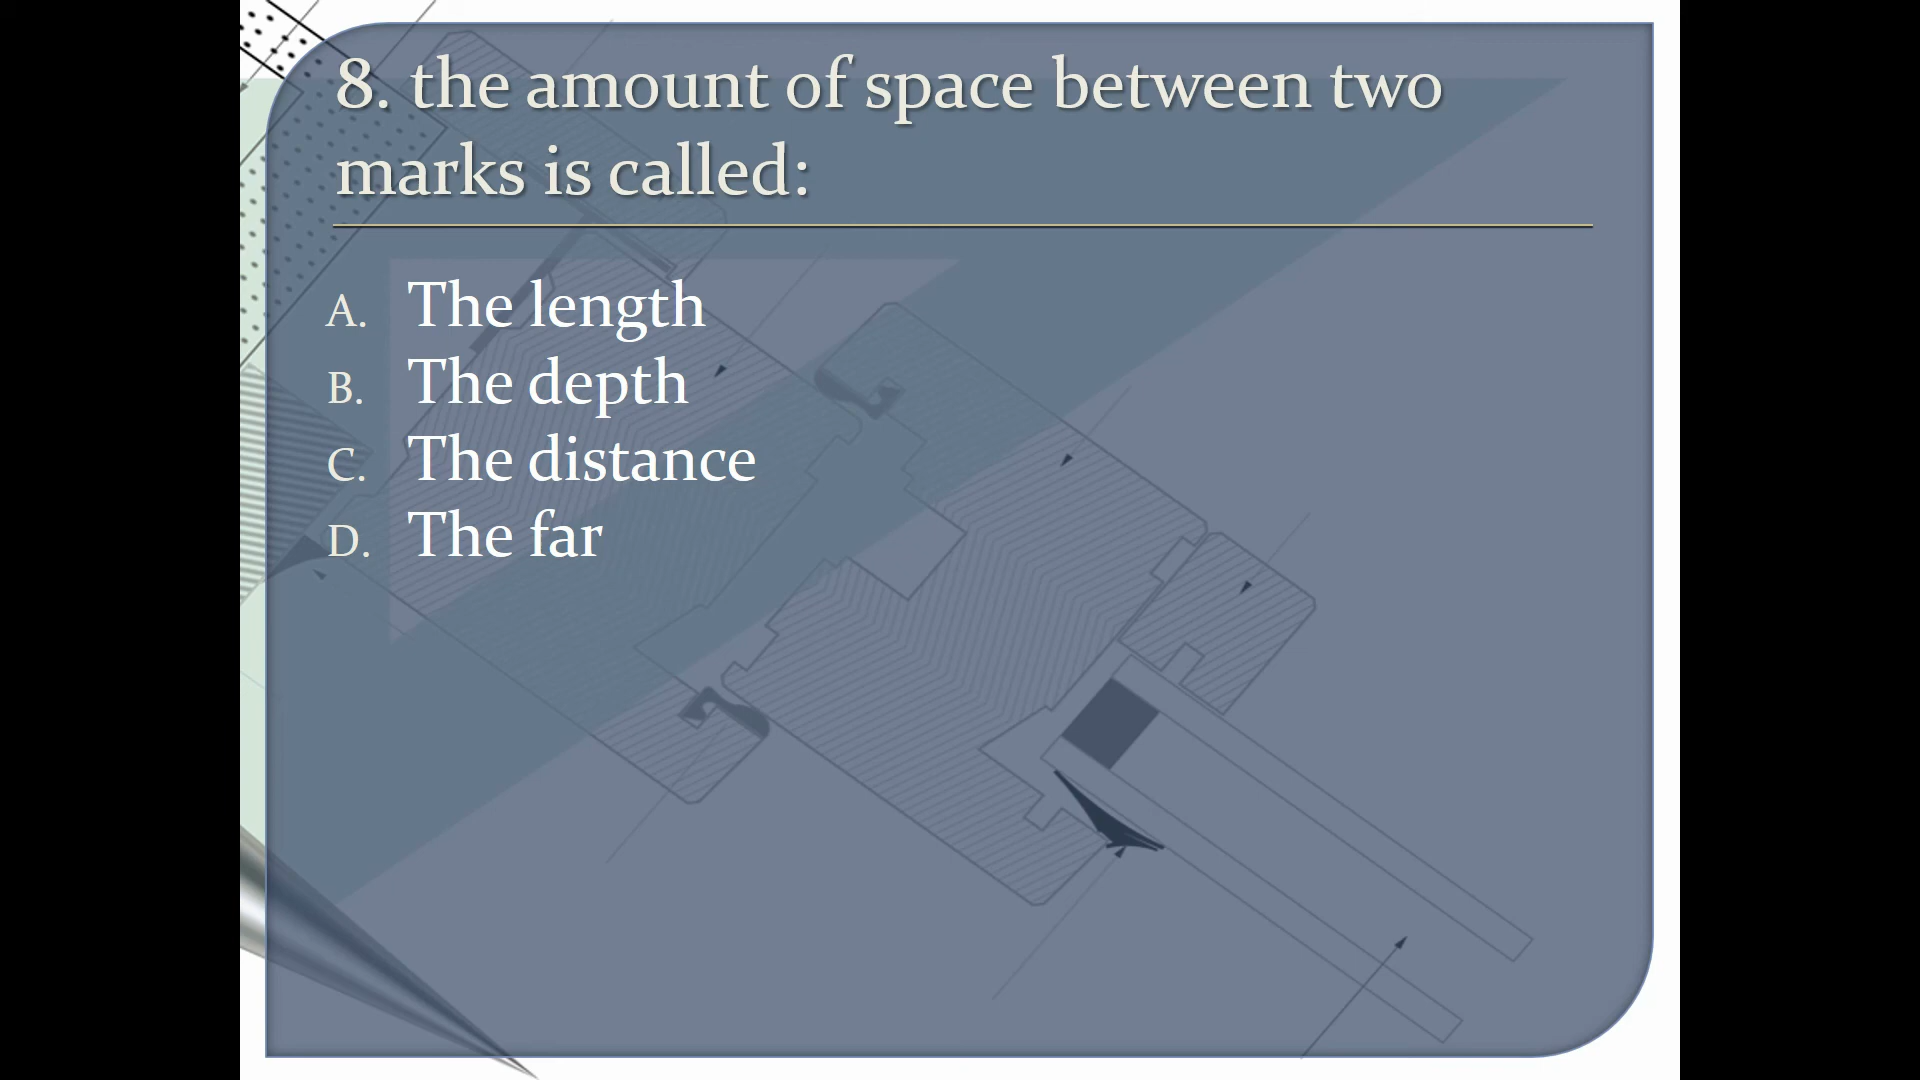 8. the amount of space between two
marks is called:
A. The length
B. The depth
C. The distance
D. The far